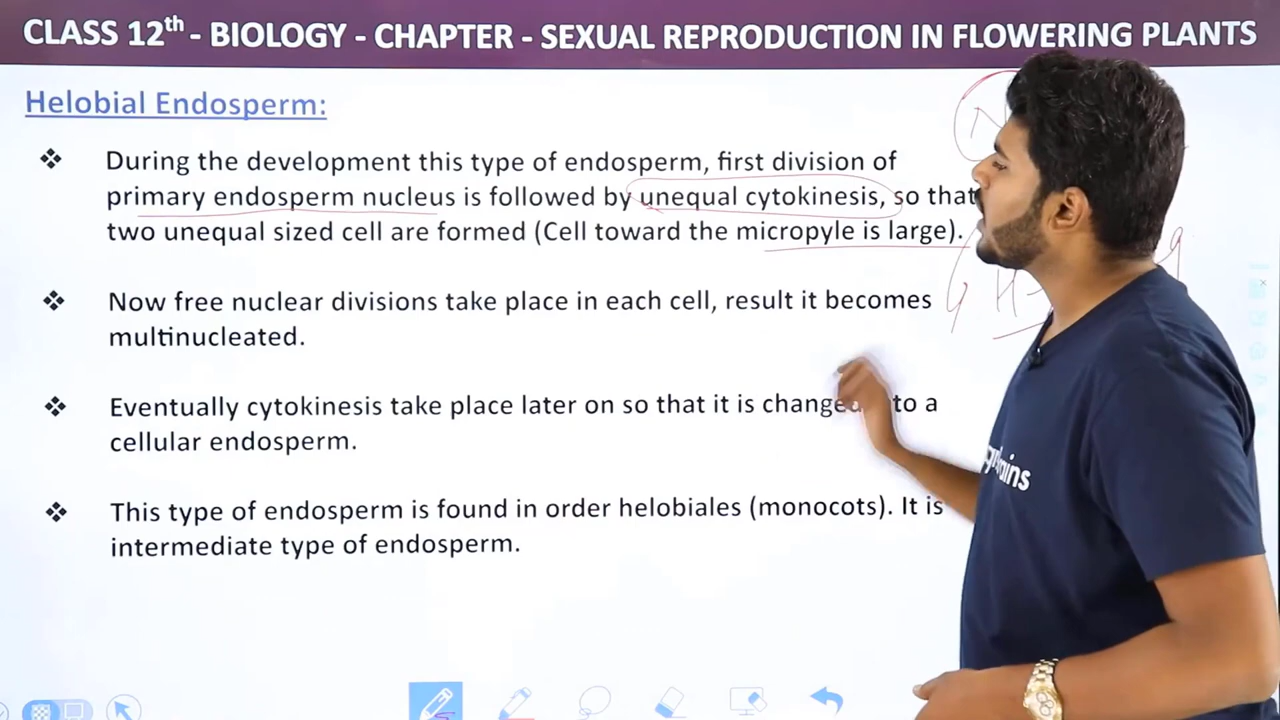 CLASS 12th - BIOLOGY - CHAPTER - SEXUAL REPRODUCTION IN FLOWERING PLANTS
Helobial Endosperm:
❖ During the development this type of endosperm, first division of
primary endosperm nucleus is followed by unequal cytokinesis, so that
two unequal sized cell are formed (Cell toward the micropyle is large).
❖ Now free nuclear divisions take place in each cell, result it becomes
multinucleated.
❖ Eventually cytokinesis take place later on so that it is changed to a
cellular endosperm.
❖ This type of endosperm is found in order helobiales (monocots). It is
intermediate type of endosperm.